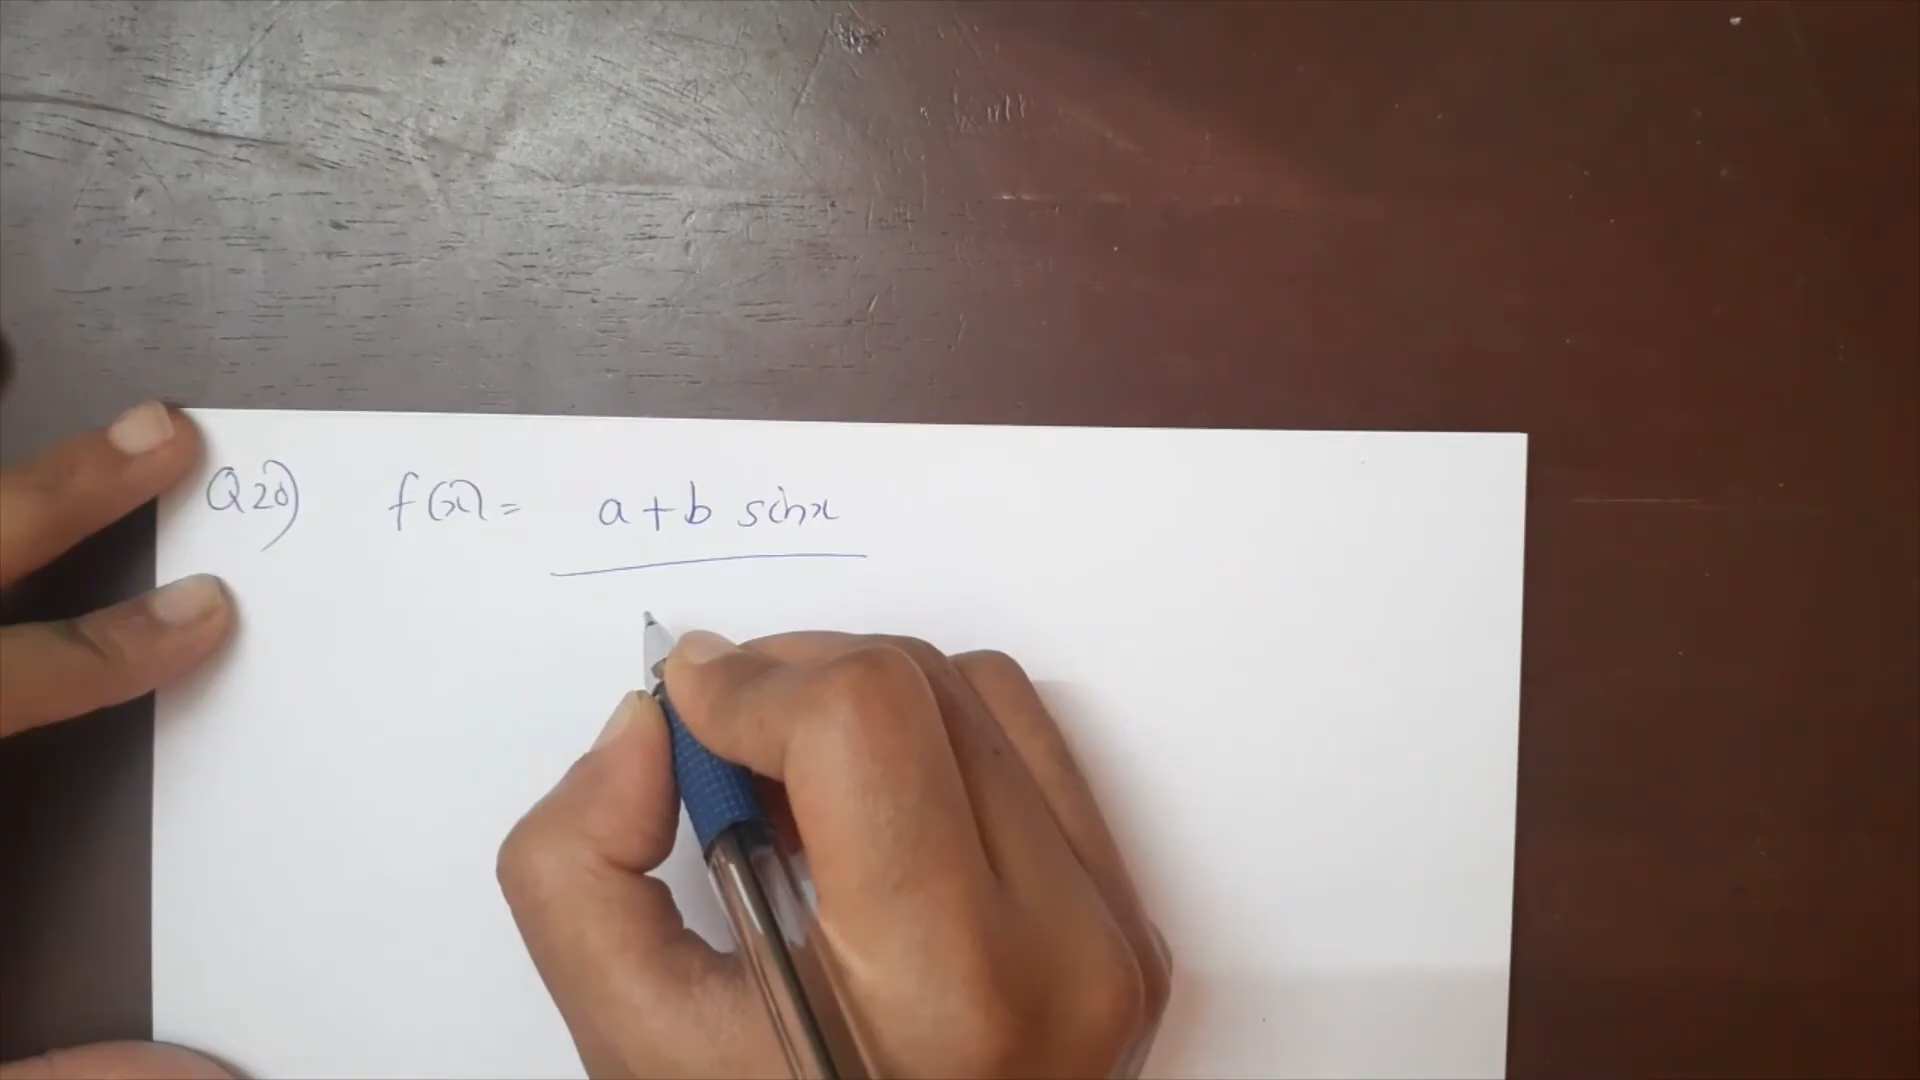 Q20) f(x) = a+b sinx